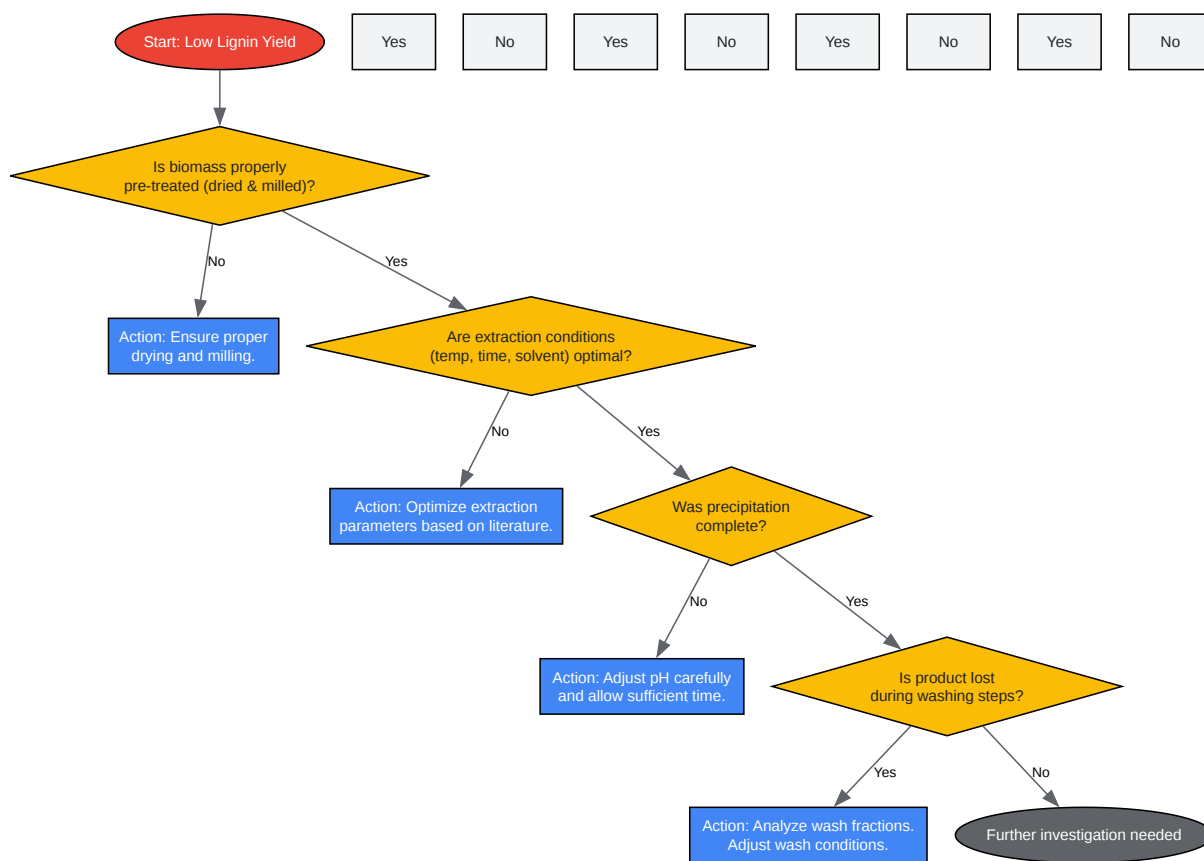 Start: Low Lignin Yield
Yes
No
Yes
No
Yes
No
Yes
No
Is biomass properly
pre-treated (dried & milled)?
No
Yes
Action: Ensure proper
drying and milling.
Are extraction conditions
(temp, time, solvent) optimal?
No
Yes
Action: Optimize extraction
parameters based on literature.
Was precipitation
complete?
No
Yes
Action: Adjust pH carefully
and allow sufficient time.
Is product lost
during washing steps?
Yes
No
Action: Analyze wash fractions.
Adjust wash conditions.
Further investigation needed